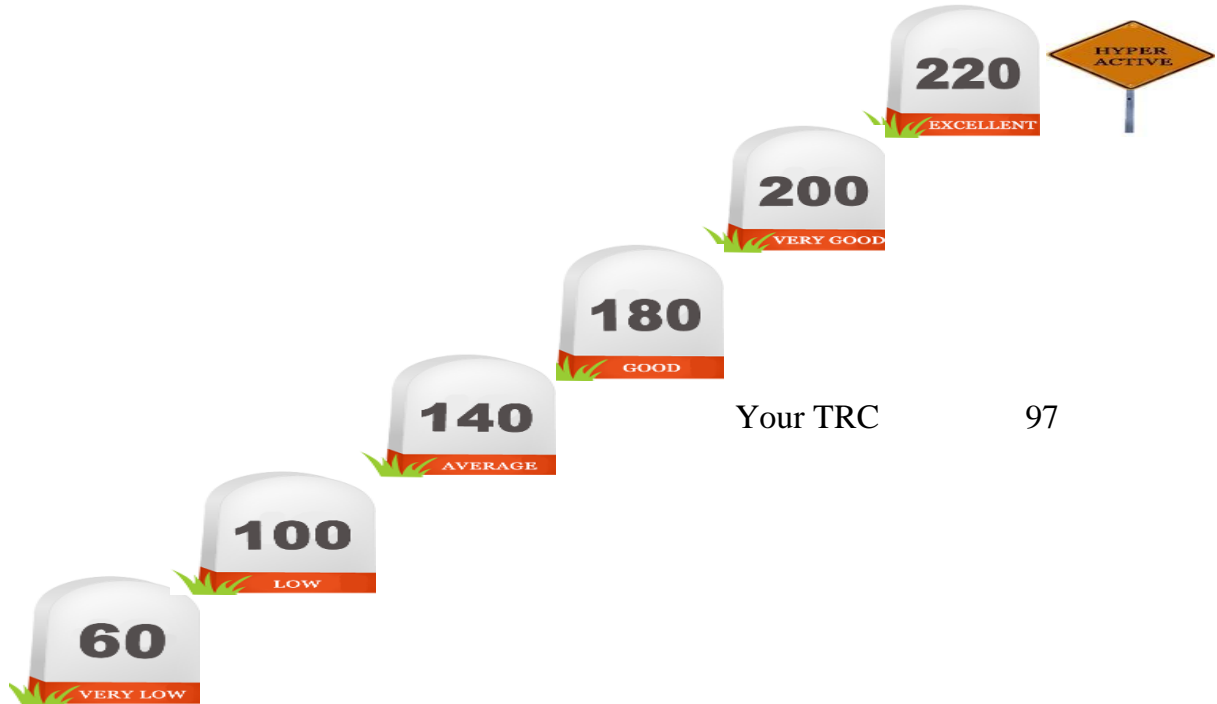 220
EXCELLENT
HYPER
ACTIVE
200
VERY GOOD
180
GOOD
140
AVERAGE
Your TRC 97
100
LOW
60
VERY LOW